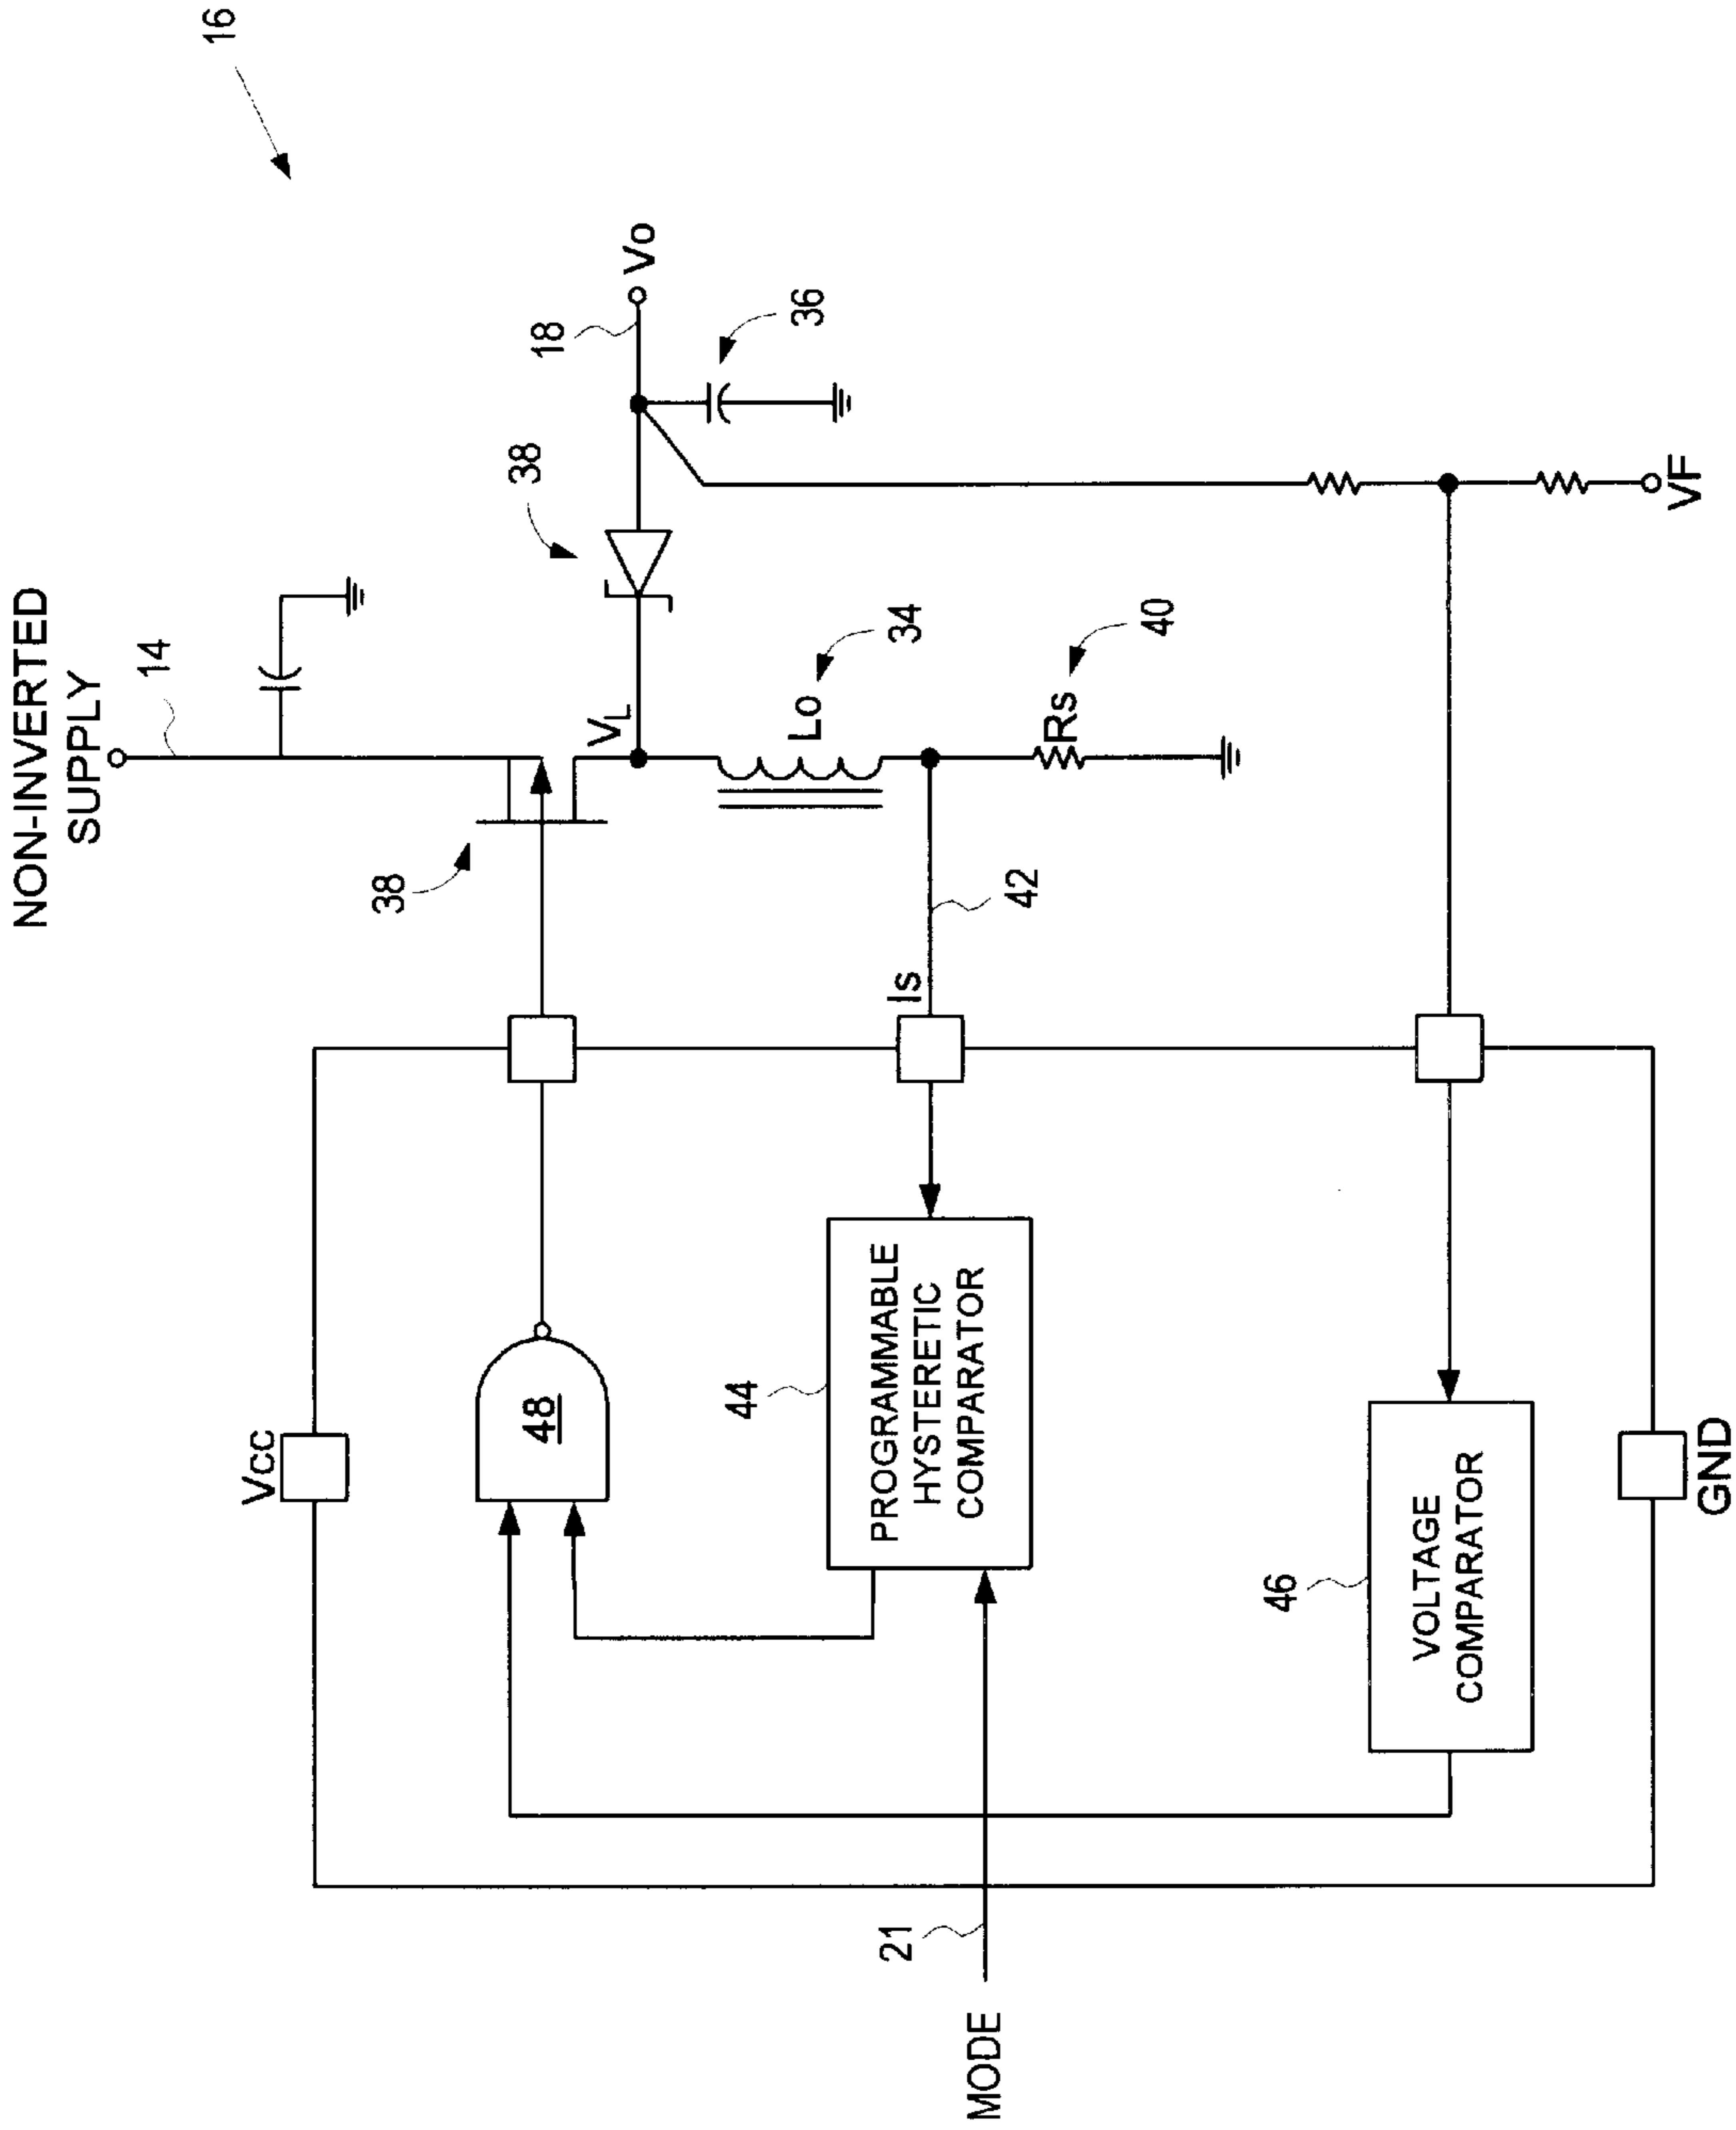 NON-INVERTED
SUPPLY
14
16
38
VL
38
18
Vo
36
Lo
34
Rs
40
Is
42
VF
Vcc
48
44
PROGRAMMABLE
HYSTERETIC
COMPARATOR
46
VOLTAGE
COMPARATOR
GND
21
MODE